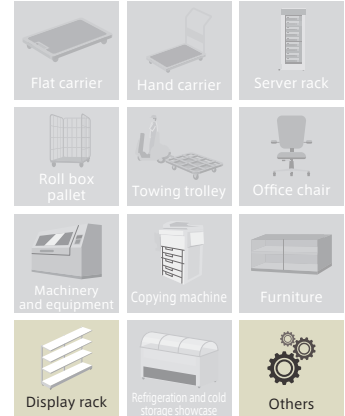 Flat carrier
Hand carrier
Server rack
Roll box
pallet
Towing trolley
Office chair
Machinery
and equipment
Copying machine
Furniture
Display rack
Refrigeration and cold
storage showcase
Others